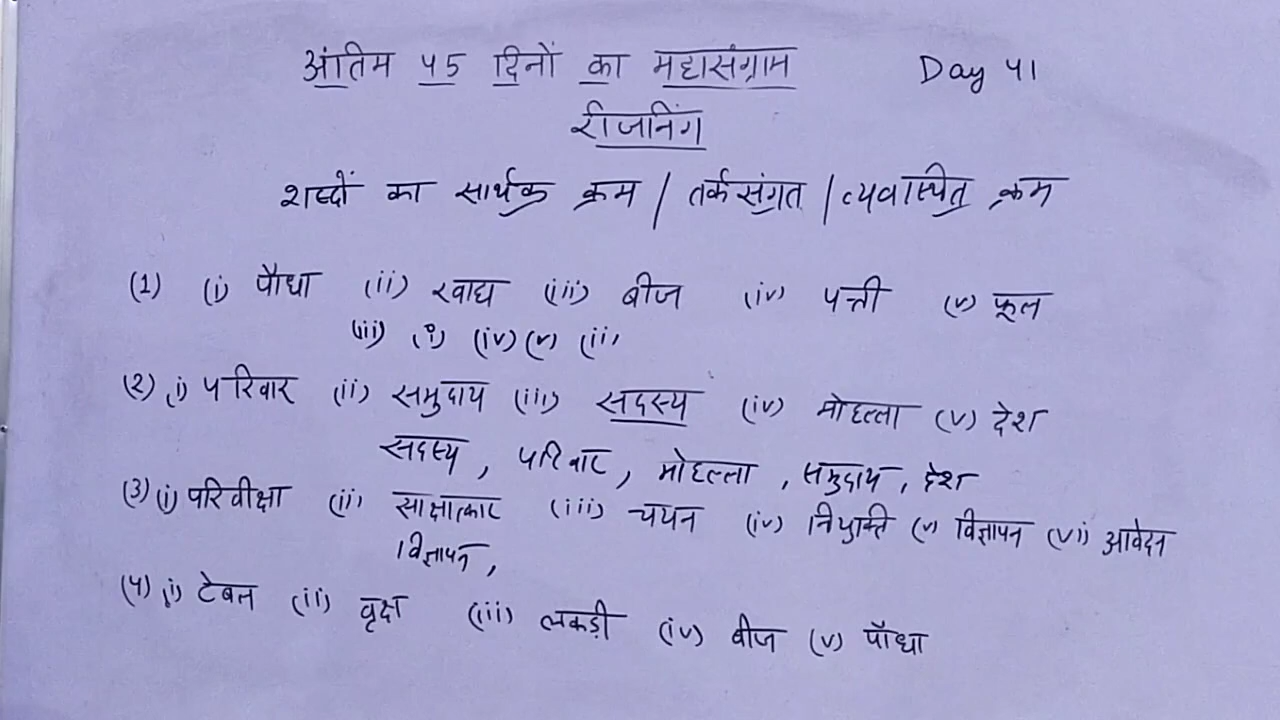 अंतिम 45 दिनों का महासंग्राम Day 41
रीजनिंग
शब्दों का सार्थक क्रम / तर्कसंगत / व्यवास्थित क्रम
(1) (i) पौधा (ii) खाद्य (iii) बीज (iv) पत्ती (v) फूल
(iii) (i) (iv) (v) (ii)
(2) (i) परिवार (ii) समुदाय (iii) सदस्य (iv) मोहल्ला (v) देश
सदस्य, परिवार, मोहल्ला, समुदाय, देश
(3) (i) परिवीक्षा (ii) साक्षात्कार (iii) चयन (iv) नियुक्ति (v) विज्ञापन (vi) आवेदन
विज्ञापन,
(4) (i) टेबल (ii) वृक्ष (iii) लकड़ी (iv) बीज (v) पौधा